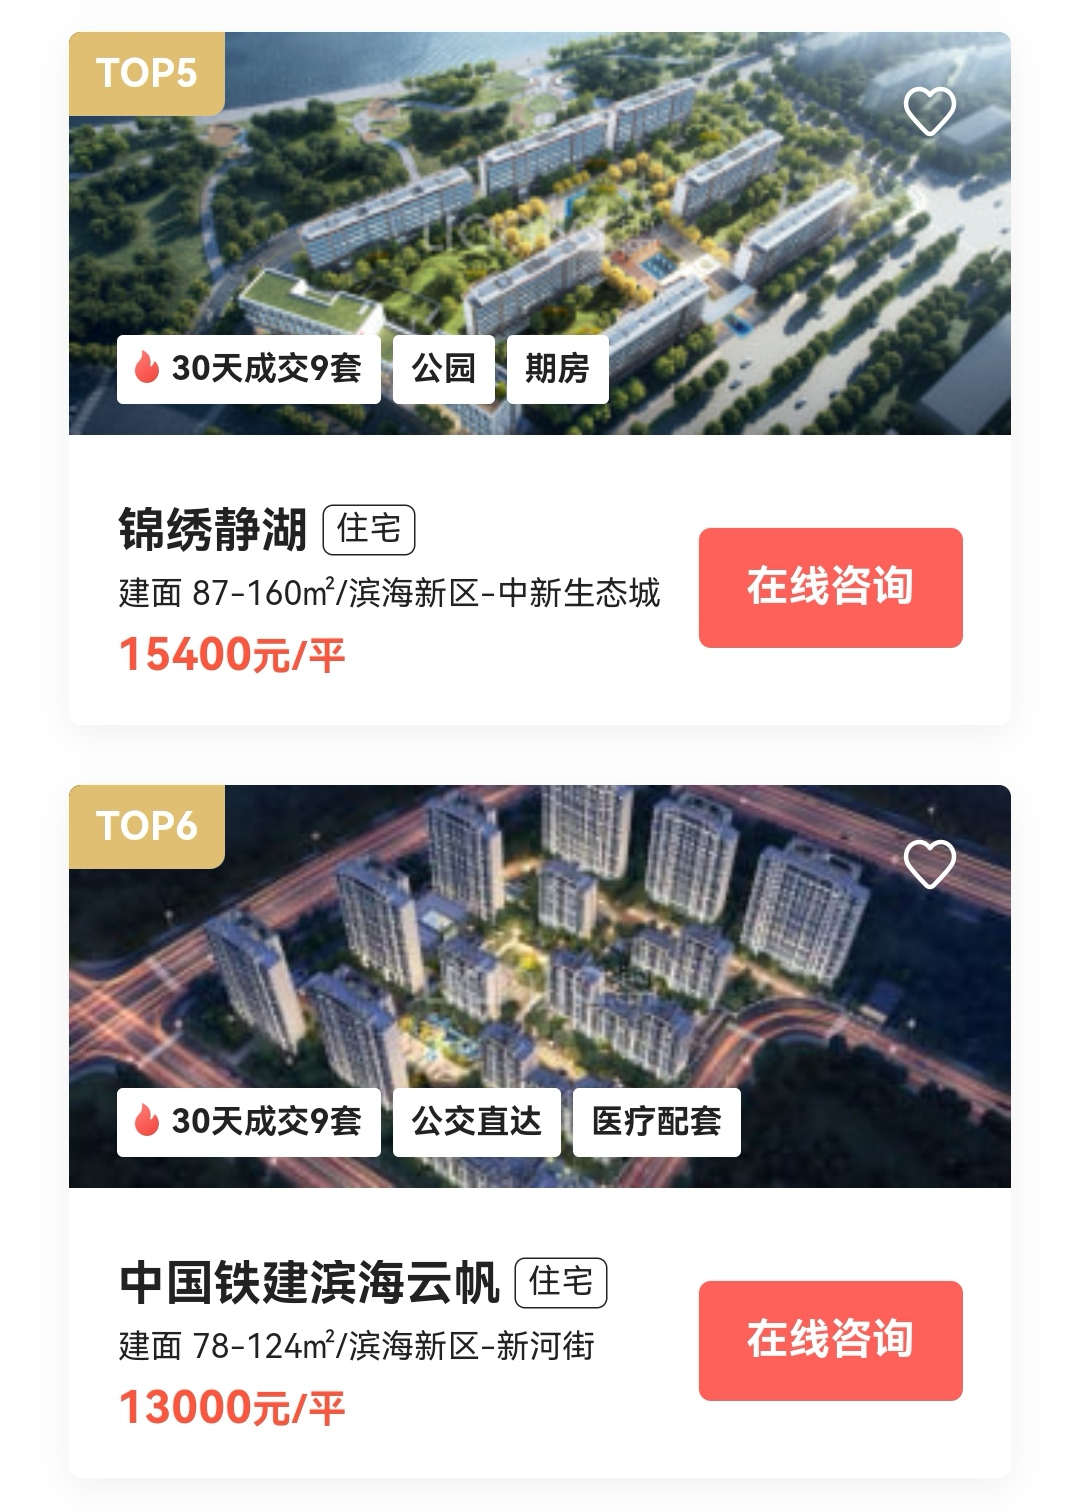 TOP5
30天成交9套 公园 期房
锦绣静湖 住宅
建面 87-160㎡/滨海新区-中新生态城
15400元/平
在线咨询
TOP6
30天成交9套 公交直达 医疗配套
中国铁建滨海云帆 住宅
建面 78-124㎡/滨海新区-新河街
13000元/平
在线咨询